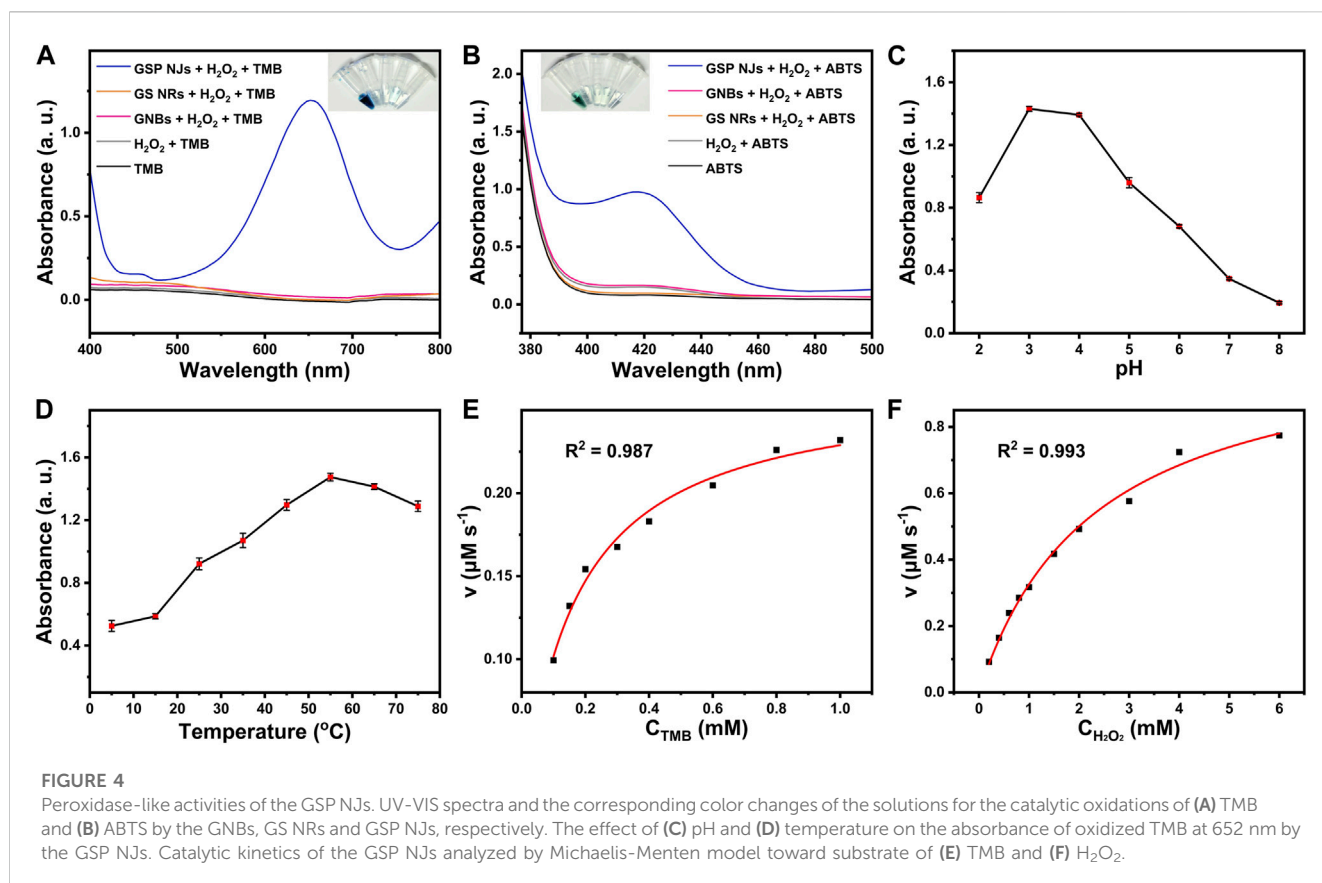 A
GSP NJs + H₂O₂ + TMB
GS NRs + H₂O₂ + TMB
GNBs + H₂O₂ + TMB
H₂O₂ + TMB
TMB
Absorbance (a. u.)
1.0
0.5
0.0
400 500 600 700 800
Wavelength (nm)
B
GSP NJs + H₂O₂ + ABTS
GNBs + H₂O₂ + ABTS
GS NRs + H₂O₂ + ABTS
H₂O₂ + ABTS
ABTS
Absorbance (a. u.)
2.0
1.5
1.0
0.5
0.0
380 400 420 440 460 480 500
Wavelength (nm)
C
Absorbance (a. u.)
1.6
1.2
0.8
0.4
0.0
2 3 4 5 6 7 8
pH
D
Absorbance (a. u.)
1.6
1.2
0.8
0.4
0 10 20 30 40 50 60 70 80
Temperature (°C)
E
R² = 0.987
v (μM s⁻¹)
0.20
0.15
0.10
0.0 0.2 0.4 0.6 0.8 1.0
C_TMB (mM)
F
R² = 0.993
v (μM s⁻¹)
0.8
0.6
0.4
0.2
0.0
0 1 2 3 4 5 6
C_H₂O₂ (mM)
FIGURE 4
Peroxidase-like activities of the GSP NJs. UV-VIS spectra and the corresponding color changes of the solutions for the catalytic oxidations of (A) TMB
and (B) ABTS by the GNBs, GS NRs and GSP NJs, respectively. The effect of (C) pH and (D) temperature on the absorbance of oxidized TMB at 652 nm by
the GSP NJs. Catalytic kinetics of the GSP NJs analyzed by Michaelis-Menten model toward substrate of (E) TMB and (F) H₂O₂.